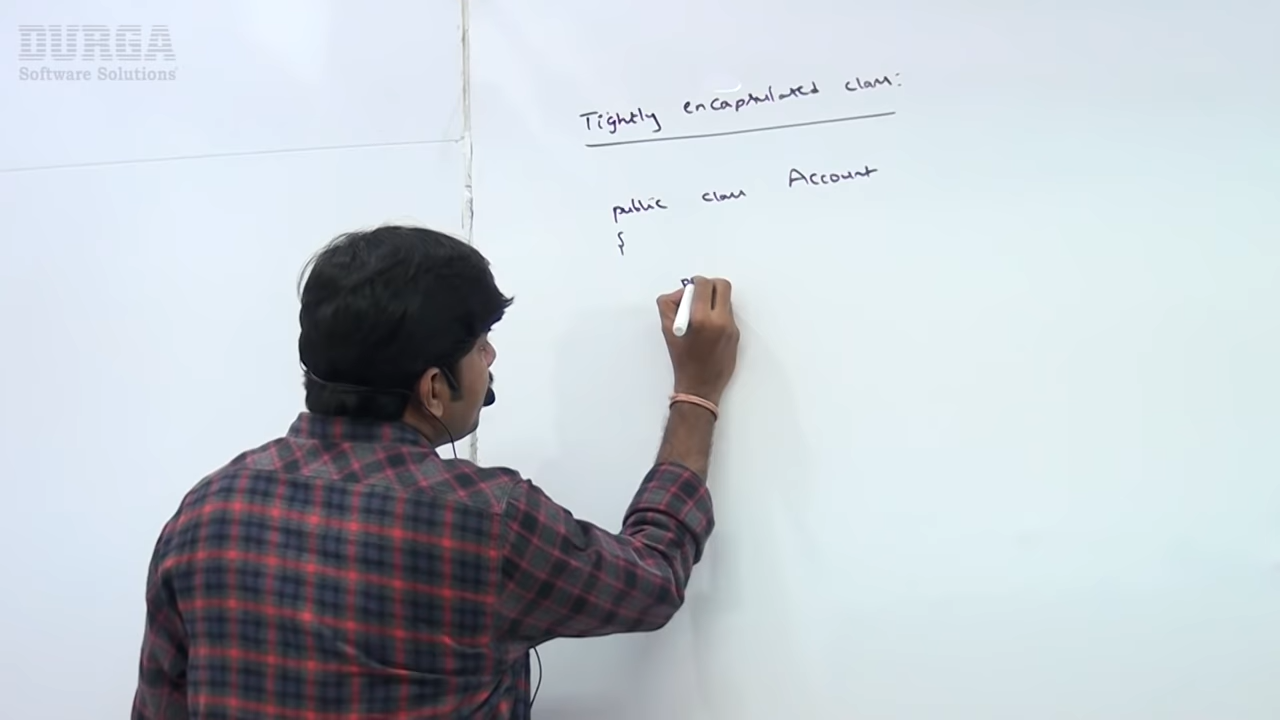 DURGA
Software Solutions
Tightly encapsulated class:
public class Account
{